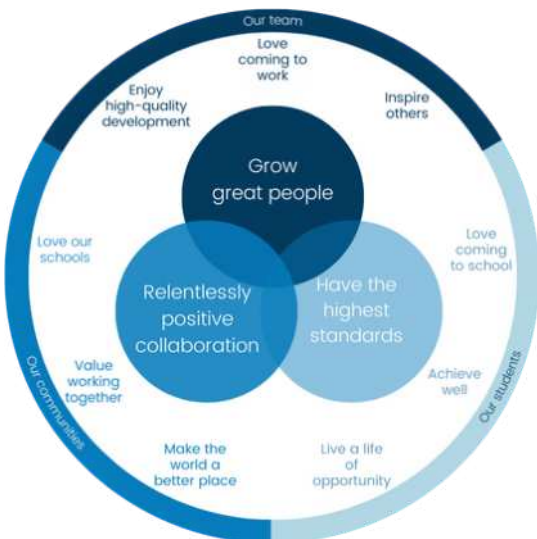 Our team
Love
coming to
work
Enjoy
high-quality
development
Inspire
others
Grow
great people
Love our
schools
Love
coming
to school
Relentlessly
positive
collaboration
Have the
highest
standards
Value
working
together
Achieve
well
Our communities
Our students
Make the
world a
better place
Live a life
of
opportunity